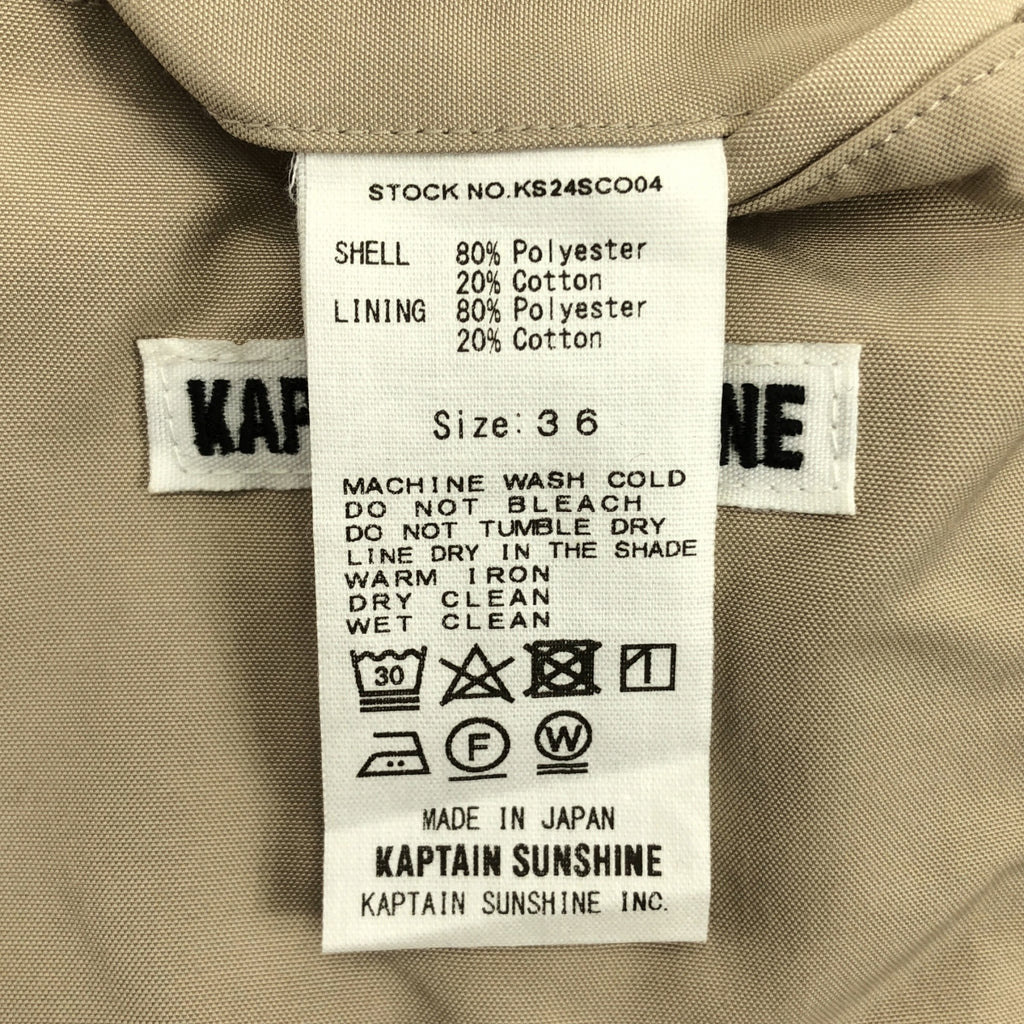 STOCK NO.KS24SCO04
SHELL 80% Polyester
20% Cotton
LINING 80% Polyester
20% Cotton
KAP NE
Size: 36
MACHINE WASH COLD
DO NOT BLEACH
DO NOT TUMBLE DRY
LINE DRY IN THE SHADE
WARM IRON
DRY CLEAN
WET CLEAN
30
F W
MADE IN JAPAN
KAPTAIN SUNSHINE
KAPTAIN SUNSHINE INC.